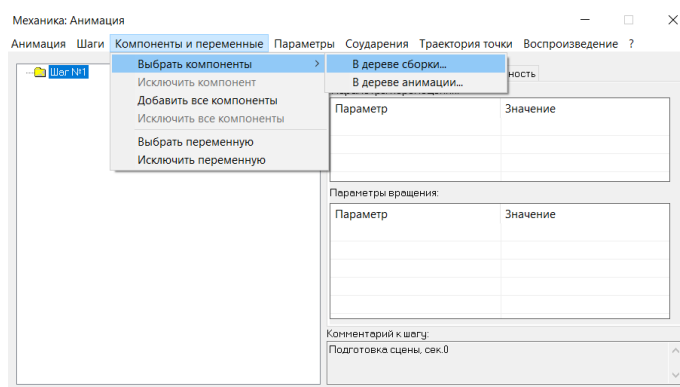 Механика: Анимация
Анимация Шаги Компоненты и переменные Параметры Соударения Траектория точки Воспроизведение ?
Шаг №1
Выбрать компоненты
Исключить компонент
Добавить все компоненты
Исключить все компоненты
Выбрать переменную
Исключить переменную
В дереве сборки...
В дереве анимации...
ность
Параметр Значение
Параметры вращения:
Параметр Значение
Комментарий к шагу:
Подготовка сцены, сек.0